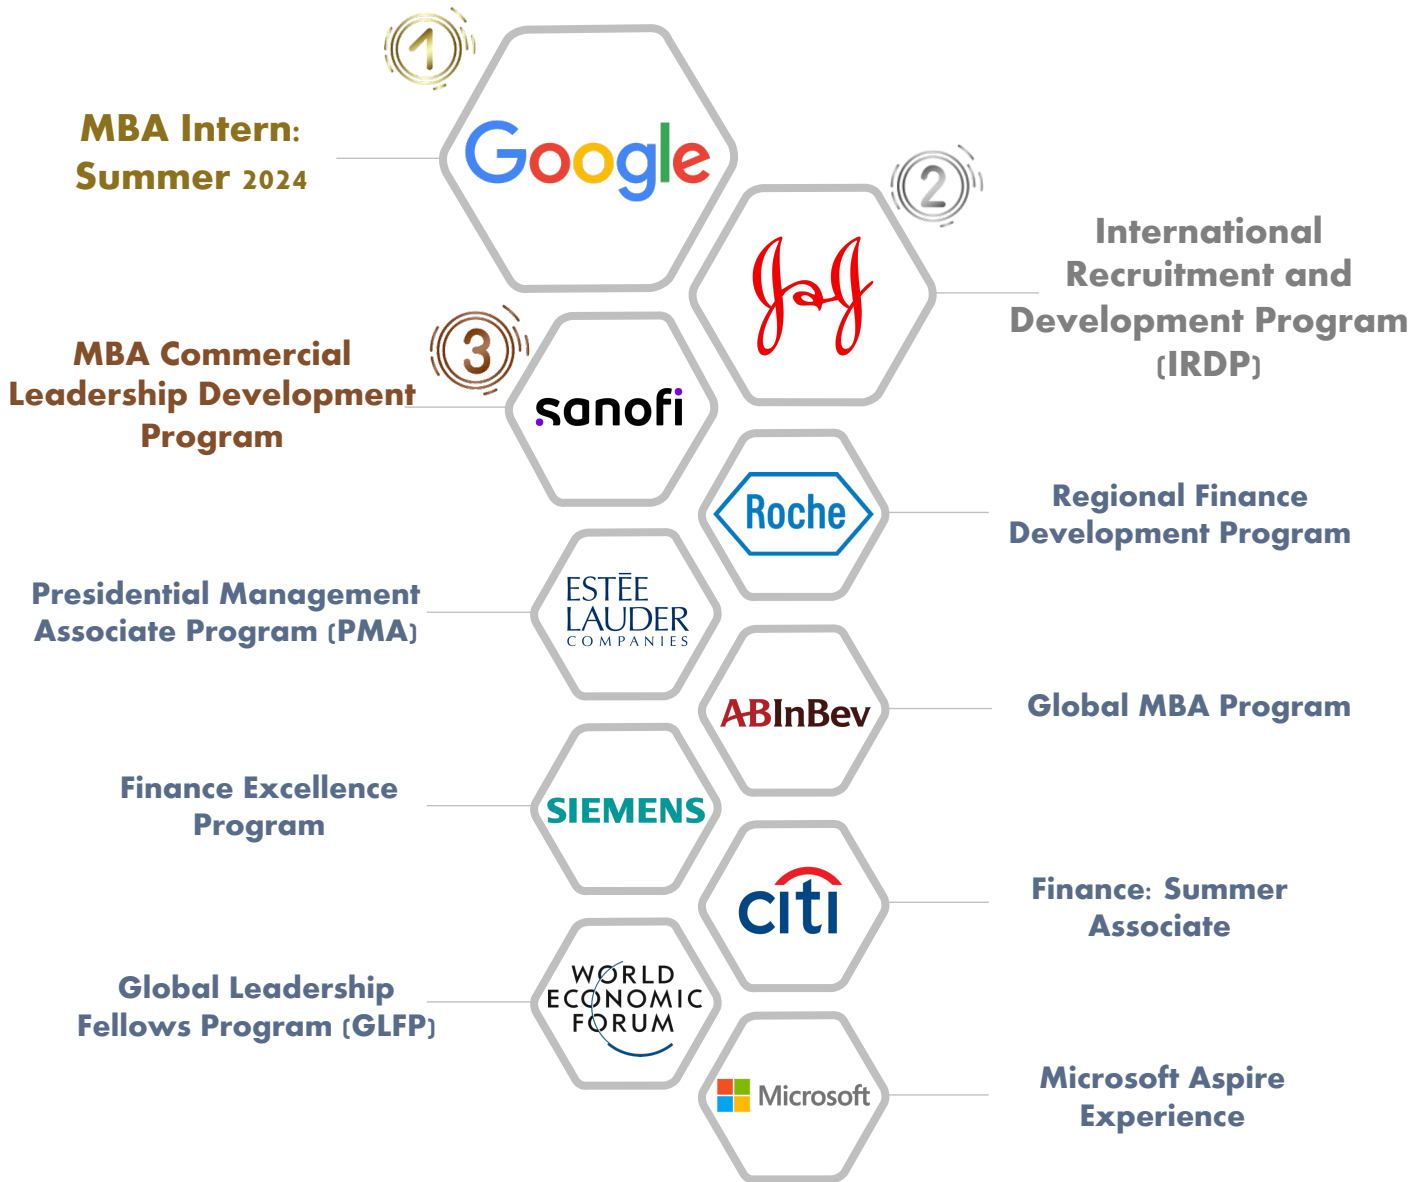 1
MBA Intern:
Summer 2024
Google
2
J&J
International
Recruitment and
Development Program
(IRDP)
3
MBA Commercial
Leadership Development
Program
sanofi
Roche
Regional Finance
Development Program
Presidential Management
Associate Program (PMA)
ESTĒE
LAUDER
COMPANIES
ABInBev
Global MBA Program
Finance Excellence
Program
SIEMENS
citi
Finance: Summer
Associate
Global Leadership
Fellows Program (GLFP)
WORLD
ECONOMIC
FORUM
Microsoft
Microsoft Aspire
Experience